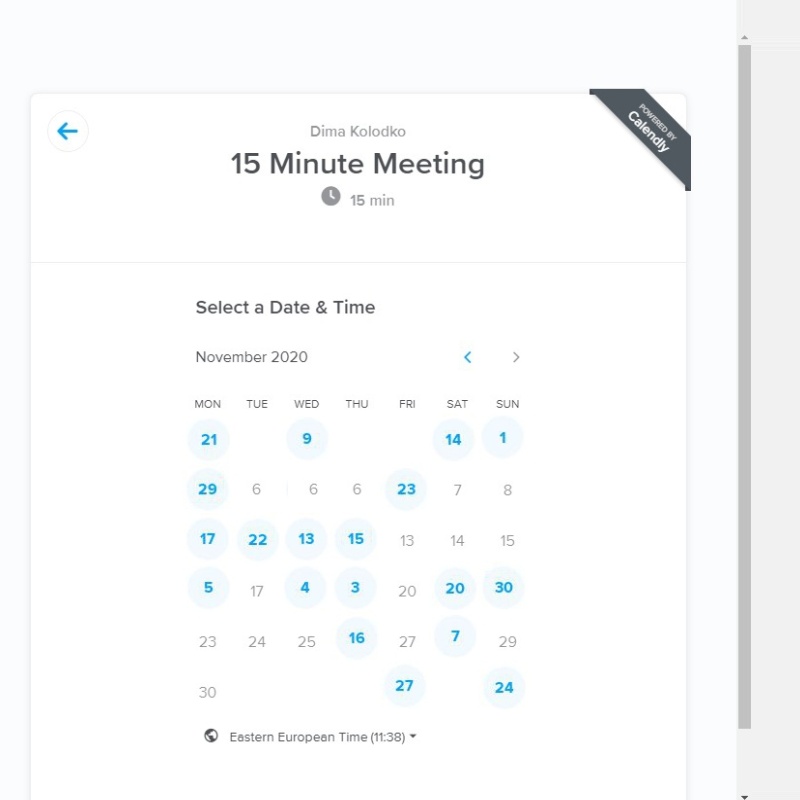 POWERED BY
Calendly
Dima Kolodko
15 Minute Meeting
15 min
Select a Date & Time
November 2020
MON TUE WED THU FRI SAT SUN
21 9 14 1
29 6 6 6 23 7 8
17 22 13 15 13 14 15
5 17 4 3 20 20 30
23 24 25 16 27 7 29
30 27 24
Eastern European Time (11:38)